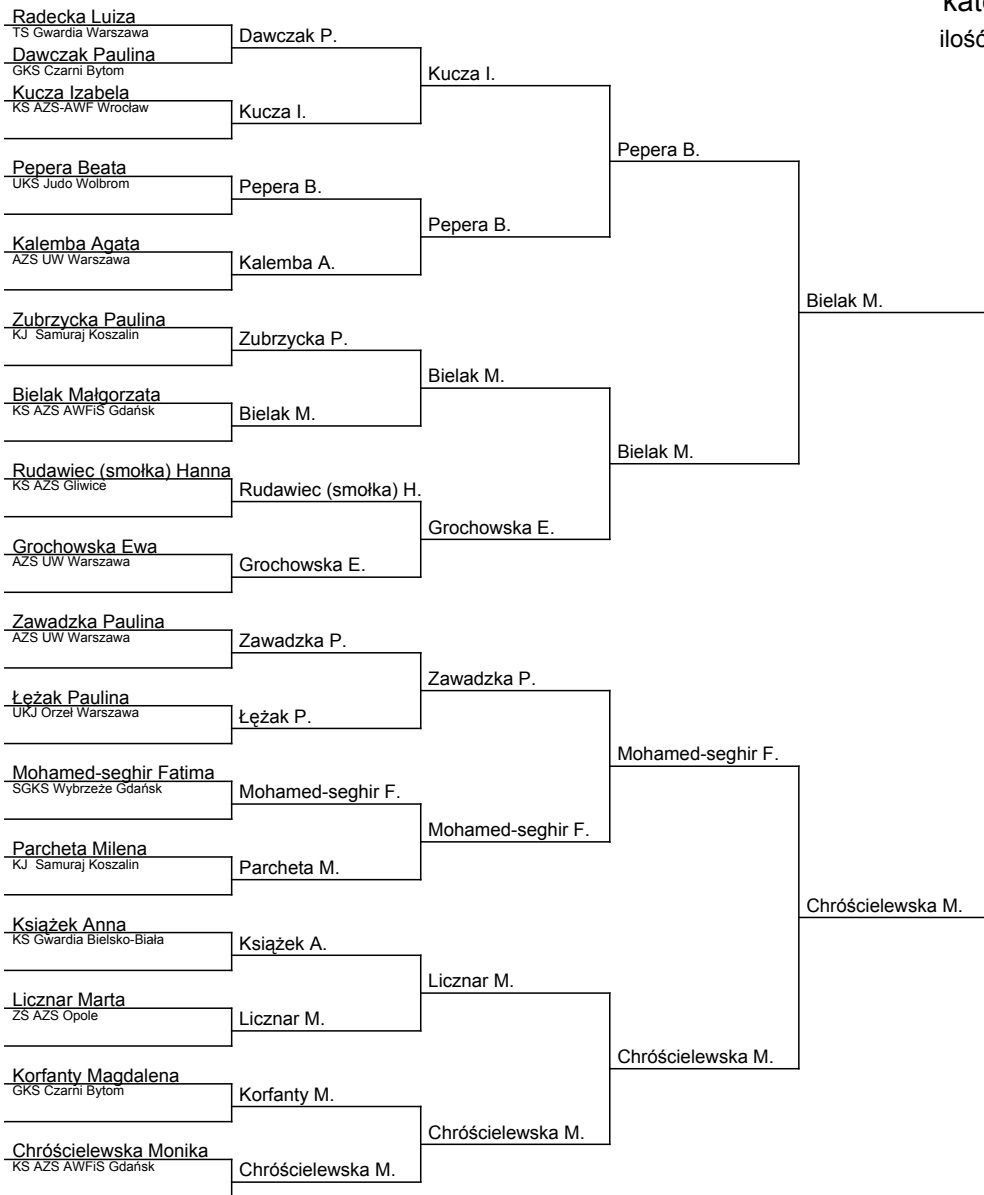 kat
ilość
Radecka Luiza
TS Gwardia Warszawa
Dawczak Paulina
GKS Czarni Bytom
Kucza Izabela
KS AZS-AWF Wrocław
Pepera Beata
UKS Judo Wolbrom
Kalemba Agata
AZS UW Warszawa
Zubrzycka Paulina
KJ Samuraj Koszalin
Bielak Małgorzata
KS AZS AWFiS Gdańsk
Rudawiec (smołka) Hanna
KS AZS Gliwice
Grochowska Ewa
AZS UW Warszawa
Zawadzka Paulina
AZS UW Warszawa
Łężak Paulina
UKJ Orzeł Warszawa
Mohamed-seghir Fatima
SGKS Wybrzeże Gdańsk
Parcheta Milena
KJ Samuraj Koszalin
Książek Anna
KS Gwardia Bielsko-Biała
Licznar Marta
ZS AZS Opole
Korfanty Magdalena
GKS Czarni Bytom
Chróścielewska Monika
KS AZS AWFiS Gdańsk
Dawczak P.
Kucza I.
Pepera B.
Kalemba A.
Zubrzycka P.
Bielak M.
Rudawiec (smołka) H.
Grochowska E.
Zawadzka P.
Łężak P.
Mohamed-seghir F.
Parcheta M.
Książek A.
Licznar M.
Korfanty M.
Chróścielewska M.
Kucza I.
Pepera B.
Bielak M.
Grochowska E.
Zawadzka P.
Mohamed-seghir F.
Licznar M.
Chróścielewska M.
Pepera B.
Bielak M.
Mohamed-seghir F.
Chróścielewska M.
Bielak M.
Chróścielewska M.